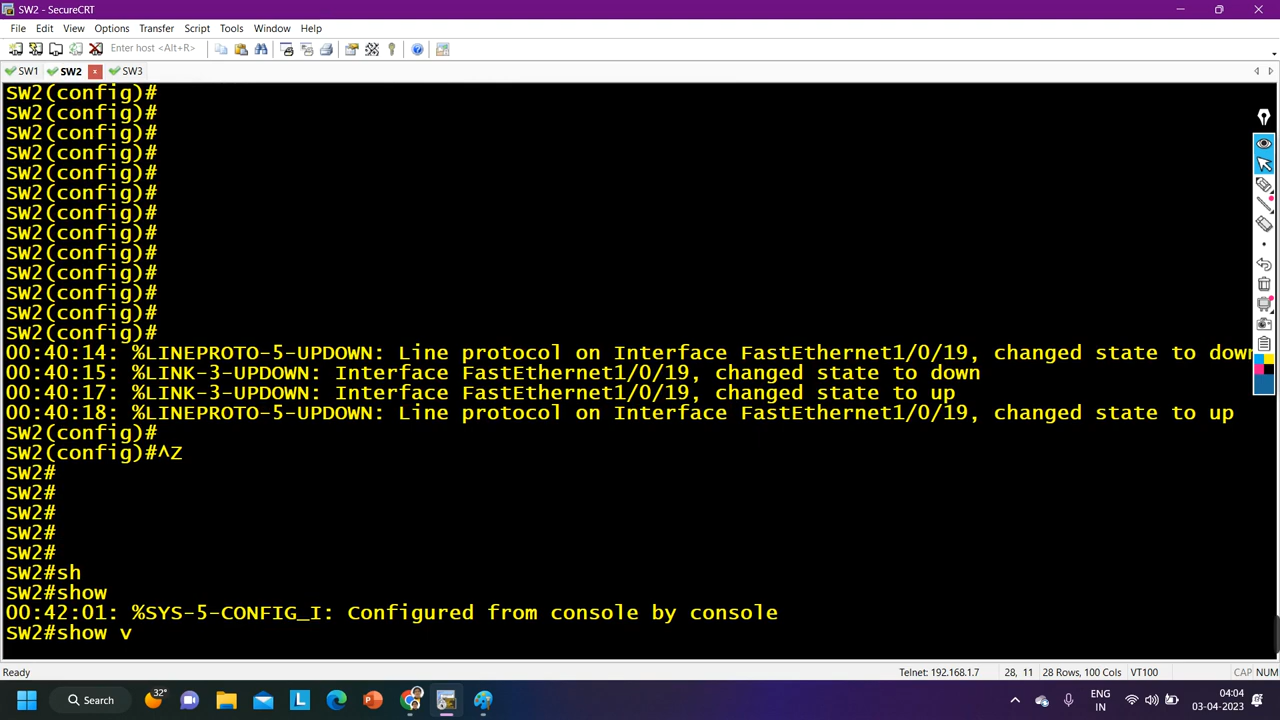 SW2 - SecureCRT
File Edit View Options Transfer Script Tools Window Help
Enter host <Alt+R>
SW1 SW2 x SW3
SW2(config)#
SW2(config)#
SW2(config)#
SW2(config)#
SW2(config)#
SW2(config)#
SW2(config)#
SW2(config)#
SW2(config)#
SW2(config)#
SW2(config)#
SW2(config)#
SW2(config)#
00:40:14: %LINEPROTO-5-UPDOWN: Line protocol on Interface FastEthernet1/0/19, changed state to down
00:40:15: %LINK-3-UPDOWN: Interface FastEthernet1/0/19, changed state to down
00:40:17: %LINK-3-UPDOWN: Interface FastEthernet1/0/19, changed state to up
00:40:18: %LINEPROTO-5-UPDOWN: Line protocol on Interface FastEthernet1/0/19, changed state to up
SW2(config)#
SW2(config)#^Z
SW2#
SW2#
SW2#
SW2#
SW2#
SW2#sh
SW2#show
00:42:01: %SYS-5-CONFIG_I: Configured from console by console
SW2#show v
Ready Telnet: 192.168.1.7 28, 11 28 Rows, 100 Cols VT100 CAP NUM
Search 32° L ENG IN 04:04 03-04-2023